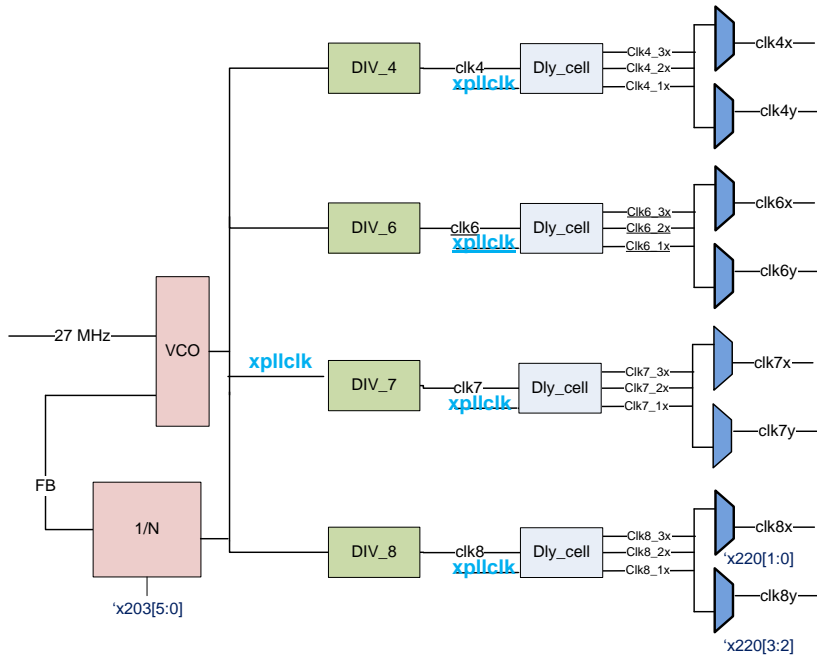 DIV_4
clk4
xpllclk
Dly_cell
Clk4_3x
Clk4_2x
Clk4_1x
clk4x
clk4y
DIV_6
clk6
xpllclk
Dly_cell
Clk6_3x
Clk6_2x
Clk6_1x
clk6x
clk6y
27 MHz
VCO
xpllclk
DIV_7
clk7
xpllclk
Dly_cell
Clk7_3x
Clk7_2x
Clk7_1x
clk7x
clk7y
FB
1/N
'x203[5:0]
DIV_8
clk8
xpllclk
Dly_cell
Clk8_3x
Clk8_2x
Clk8_1x
clk8x
'x220[1:0]
clk8y
'x220[3:2]